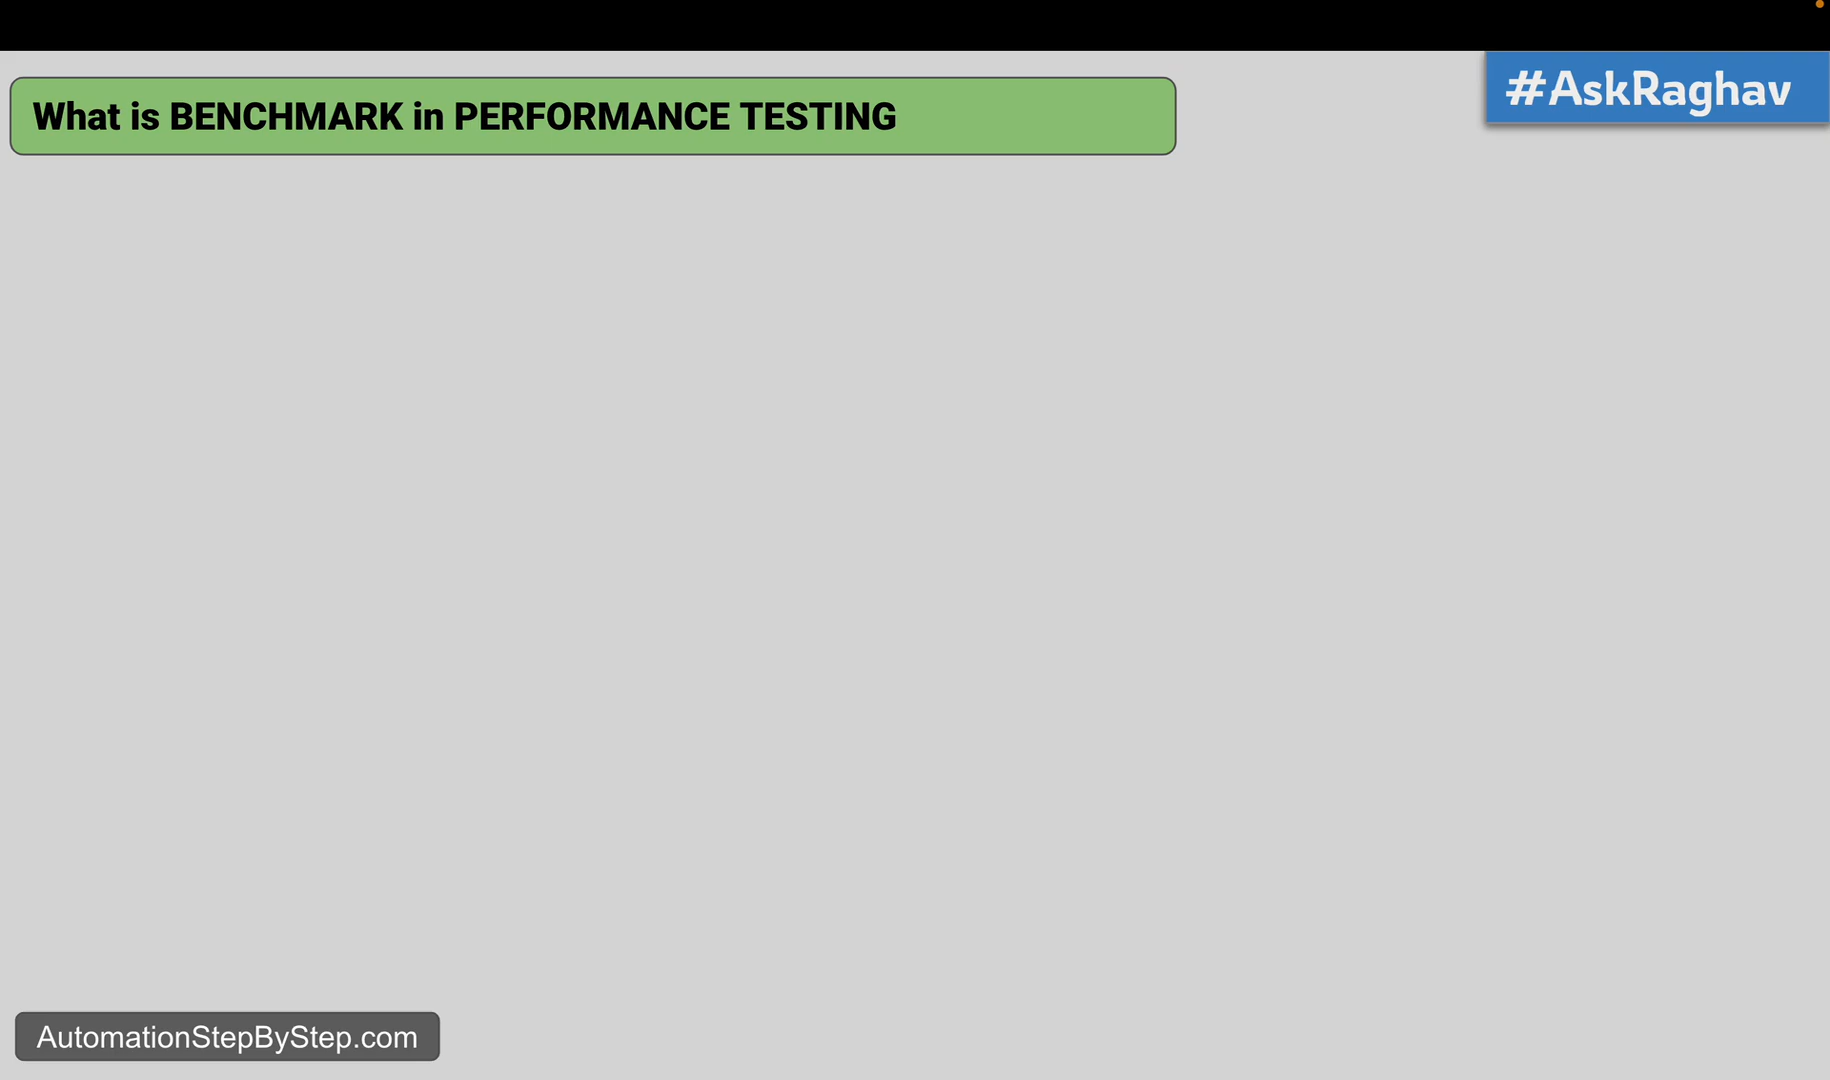 #AskRaghav
What is BENCHMARK in PERFORMANCE TESTING
AutomationStepByStep.com